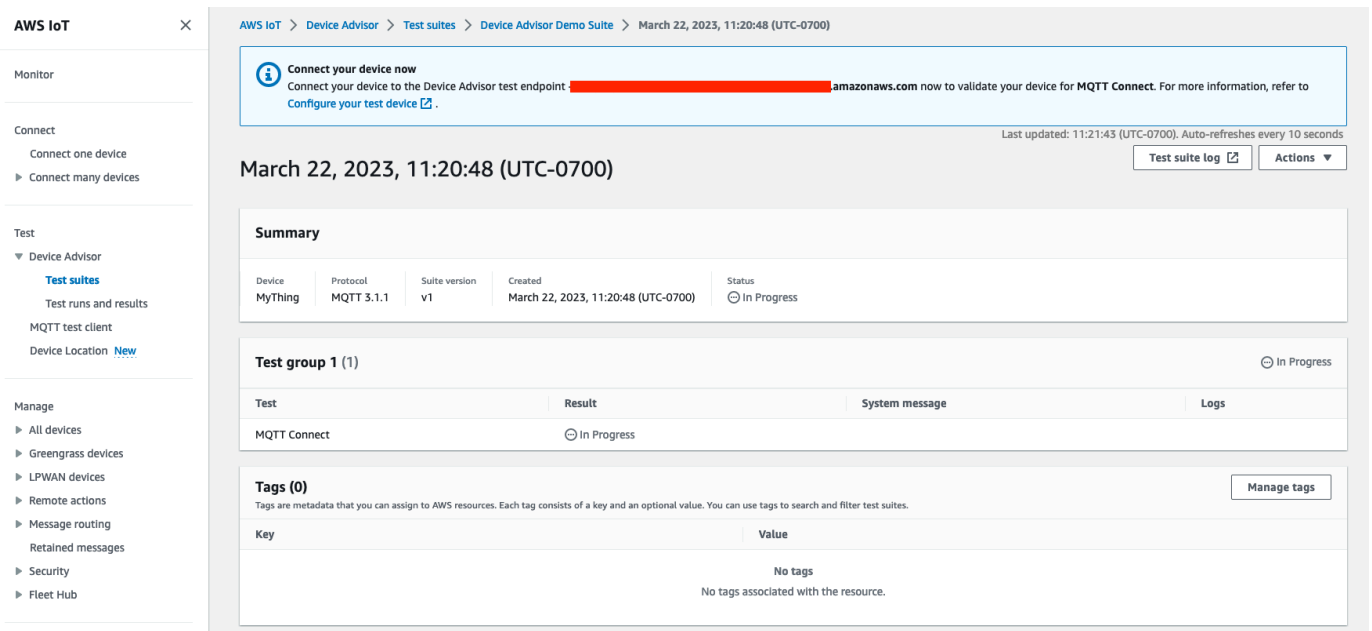 AWS IoT
Monitor
Connect
Connect one device
Connect many devices
Test
Device Advisor
Test suites
Test runs and results
MQTT test client
Device Location New
Manage
All devices
Greengrass devices
LPWAN devices
Remote actions
Message routing
Retained messages
Security
Fleet Hub
AWS IoT > Device Advisor > Test suites > Device Advisor Demo Suite > March 22, 2023, 11:20:48 (UTC-0700)
Connect your device now
Connect your device to the Device Advisor test endpoint .amazonaws.com now to validate your device for MQTT Connect. For more information, refer to
Configure your test device .
Last updated: 11:21:43 (UTC-0700). Auto-refreshes every 10 seconds
March 22, 2023, 11:20:48 (UTC-0700)
Test suite log
Actions
Summary
Device Protocol Suite version Created Status
MyThing MQTT 3.1.1 v1 March 22, 2023, 11:20:48 (UTC-0700) In Progress
Test group 1 (1) In Progress
Test Result System message Logs
MQTT Connect In Progress
Tags (0)
Manage tags
Tags are metadata that you can assign to AWS resources. Each tag consists of a key and an optional value. You can use tags to search and filter test suites.
Key Value
No tags
No tags associated with the resource.